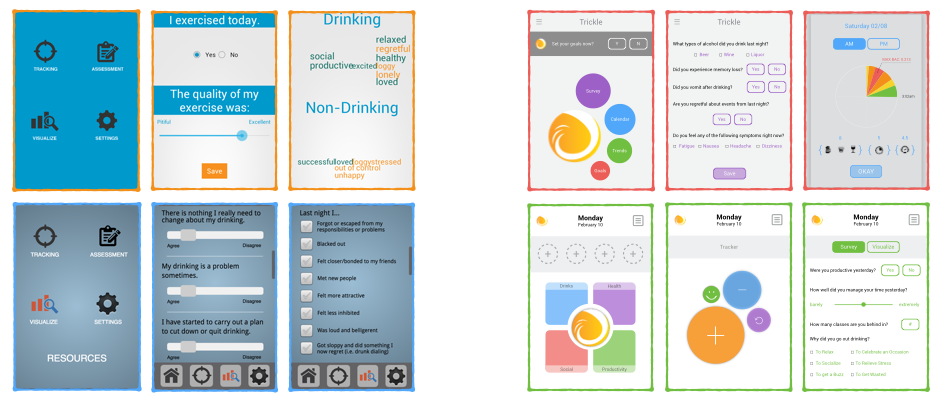 TRACKING
ASSESSMENT
VISUALIZE
SETTINGS
I exercised today.
Yes
No
The quality of my
exercise was:
Pitiful
Excellent
Save
Drinking
relaxed
regretful
social
healthy
productive
excited
foggy
lonely
loved
Non-Drinking
successful
loved
foggy
stressed
out of control
unhappy
Trickle
Set your goals now?
Y
N
Survey
Calendar
Trends
Goals
Trickle
What types of alcohol did you drink last night?
Beer
Wine
Liquor
Did you experience memory loss?
Yes
No
Did you vomit after drinking?
Yes
No
Are you regretful about events from last night?
Yes
No
Do you feel any of the following symptoms right now?
Fatigue
Nausea
Headache
Dizziness
Save
Saturday 02/08
AM
PM
OKAY
TRACKING
ASSESSMENT
VISUALIZE
SETTINGS
RESOURCES
There is nothing I really need to
change about my drinking.
Agree
Disagree
My drinking is a problem
sometimes.
Agree
Disagree
I have started to carry out a plan
to cut down or quit drinking.
Agree
Disagree
Last night I...
Forgot or escaped from my
responsibilities or problems
Blacked out
Felt closer/bonded to my friends
Met new people
Felt more attractive
Felt less inhibited
Was loud and belligerent
Got sloppy and did something I
now regret (i.e. drunk dialing)
Monday
February 10
Drinks
Health
Social
Productivity
Monday
February 10
Tracker
Monday
February 10
Survey
Visualize
Were you productive yesterday?
Yes
No
How well did you manage your time yesterday?
barely
extremely
How many classes are you behind in?
#
Why did you go out drinking?
To Relax
To Celebrate an Occasion
To Socialize
To Relieve Stress
To get a Buzz
To Get Wasted